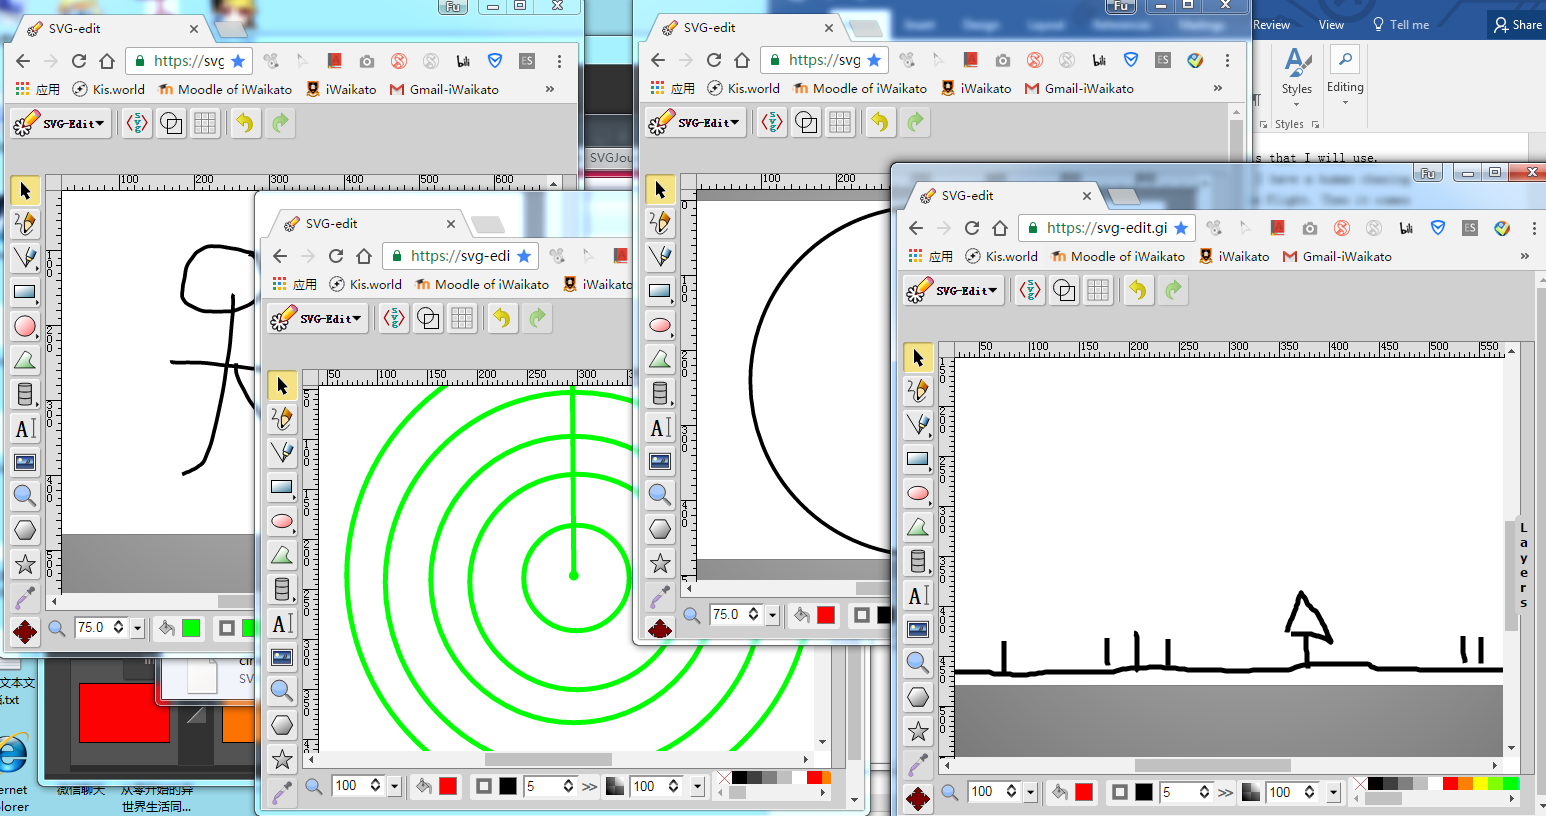 Fu
SVG-edit
https://svg
应用
Kis.world
Moodle of iWaikato
iWaikato
Gmail-iWaikato
»
SVG-Edit
100
200
300
400
500
600
75.0
Fu
SVG-edit
https://svg
应用
Kis.world
Moodle of iWaikato
iWaikato
Gmail-iWaikato
»
SVG-Edit
100
200
75.0
Review
View
Tell me
Share
Styles
Editing
Styles
s that I will use.
SVGJou
SVG-edit
https://svg-edi
应用
Kis.world
Moodle of iWaikato
iWaikato
SVG-Edit
50
100
150
200
250
300
100
5
>>
100
Fu
SVG-edit
https://svg-edit.gi
应用
Kis.world
Moodle of iWaikato
iWaikato
Gmail-iWaikato
»
SVG-Edit
50
100
150
200
250
300
350
400
450
500
550
Layers
100
5
>>
100
文本文
.txt
SV
ernet
plorer
微信聊天
从零开始的异
世界生活同...